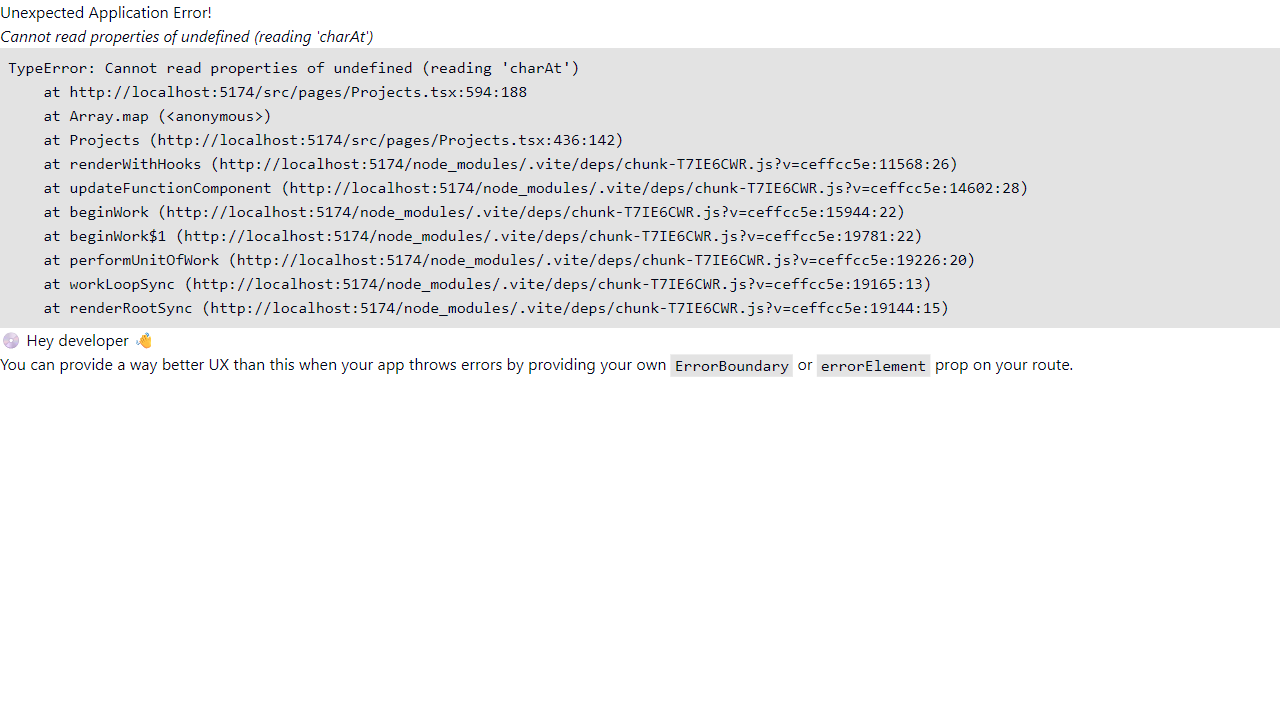 Unexpected Application Error!
Cannot read properties of undefined (reading 'charAt')
TypeError: Cannot read properties of undefined (reading 'charAt')
    at http://localhost:5174/src/pages/Projects.tsx:594:188
    at Array.map (<anonymous>)
    at Projects (http://localhost:5174/src/pages/Projects.tsx:436:142)
    at renderWithHooks (http://localhost:5174/node_modules/.vite/deps/chunk-T7IE6CWR.js?v=ceffcc5e:11568:26)
    at updateFunctionComponent (http://localhost:5174/node_modules/.vite/deps/chunk-T7IE6CWR.js?v=ceffcc5e:14602:28)
    at beginWork (http://localhost:5174/node_modules/.vite/deps/chunk-T7IE6CWR.js?v=ceffcc5e:15944:22)
    at beginWork$1 (http://localhost:5174/node_modules/.vite/deps/chunk-T7IE6CWR.js?v=ceffcc5e:19781:22)
    at performUnitOfWork (http://localhost:5174/node_modules/.vite/deps/chunk-T7IE6CWR.js?v=ceffcc5e:19226:20)
    at workLoopSync (http://localhost:5174/node_modules/.vite/deps/chunk-T7IE6CWR.js?v=ceffcc5e:19165:13)
    at renderRootSync (http://localhost:5174/node_modules/.vite/deps/chunk-T7IE6CWR.js?v=ceffcc5e:19144:15)
💿 Hey developer 👋
You can provide a way better UX than this when your app throws errors by providing your own ErrorBoundary or errorElement prop on your route.